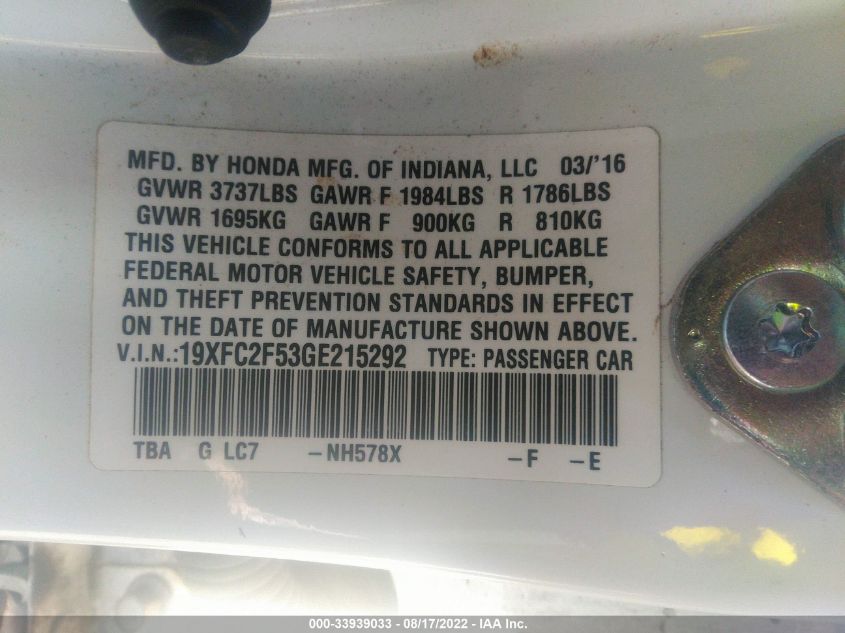 MFD. BY HONDA MFG. OF INDIANA, LLC 03/'16
GVWR 3737LBS GAWR F 1984LBS R 1786LBS
GVWR 1695KG GAWR F 900KG R 810KG
THIS VEHICLE CONFORMS TO ALL APPLICABLE
FEDERAL MOTOR VEHICLE SAFETY, BUMPER,
AND THEFT PREVENTION STANDARDS IN EFFECT
ON THE DATE OF MANUFACTURE SHOWN ABOVE.
V.I.N.:19XFC2F53GE215292 TYPE: PASSENGER CAR
TBA G LC7 –NH578X –F –E
000-33939033 - 08/17/2022 - IAA Inc.